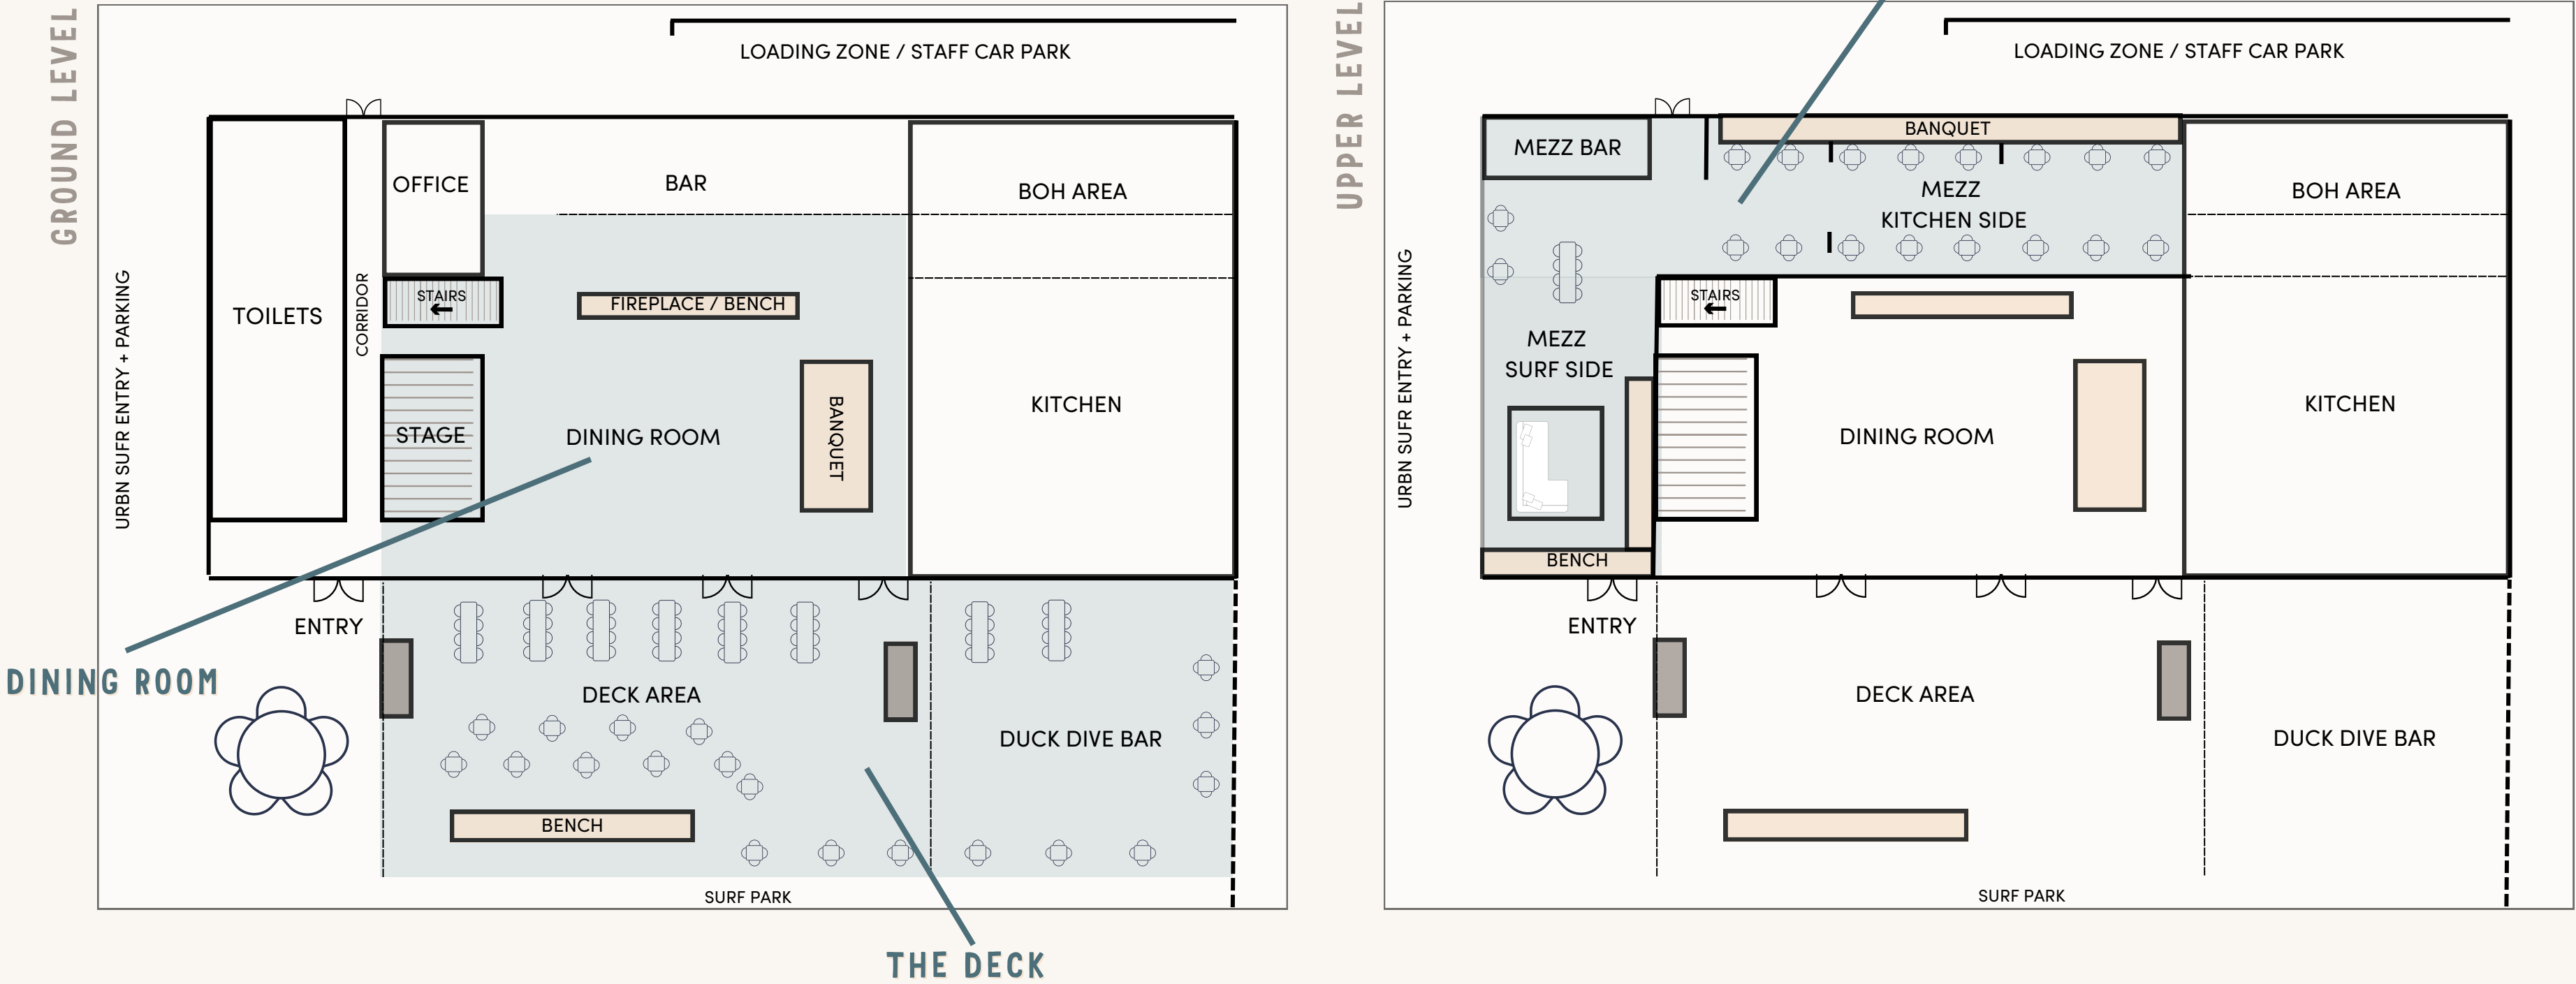 GROUND LEVEL
LOADING ZONE / STAFF CAR PARK
OFFICE
BAR
BOH AREA
STAIRS
FIREPLACE / BENCH
TOILETS
CORRIDOR
URBN SUFR ENTRY + PARKING
STAGE
DINING ROOM
BANQUET
KITCHEN
ENTRY
DINING ROOM
DECK AREA
DUCK DIVE BAR
BENCH
SURF PARK
THE DECK
UPPER LEVEL
LOADING ZONE / STAFF CAR PARK
MEZZ BAR
BANQUET
MEZZ
KITCHEN SIDE
BOH AREA
URBN SUFR ENTRY + PARKING
STAIRS
MEZZ
SURF SIDE
DINING ROOM
KITCHEN
BENCH
ENTRY
DECK AREA
DUCK DIVE BAR
SURF PARK